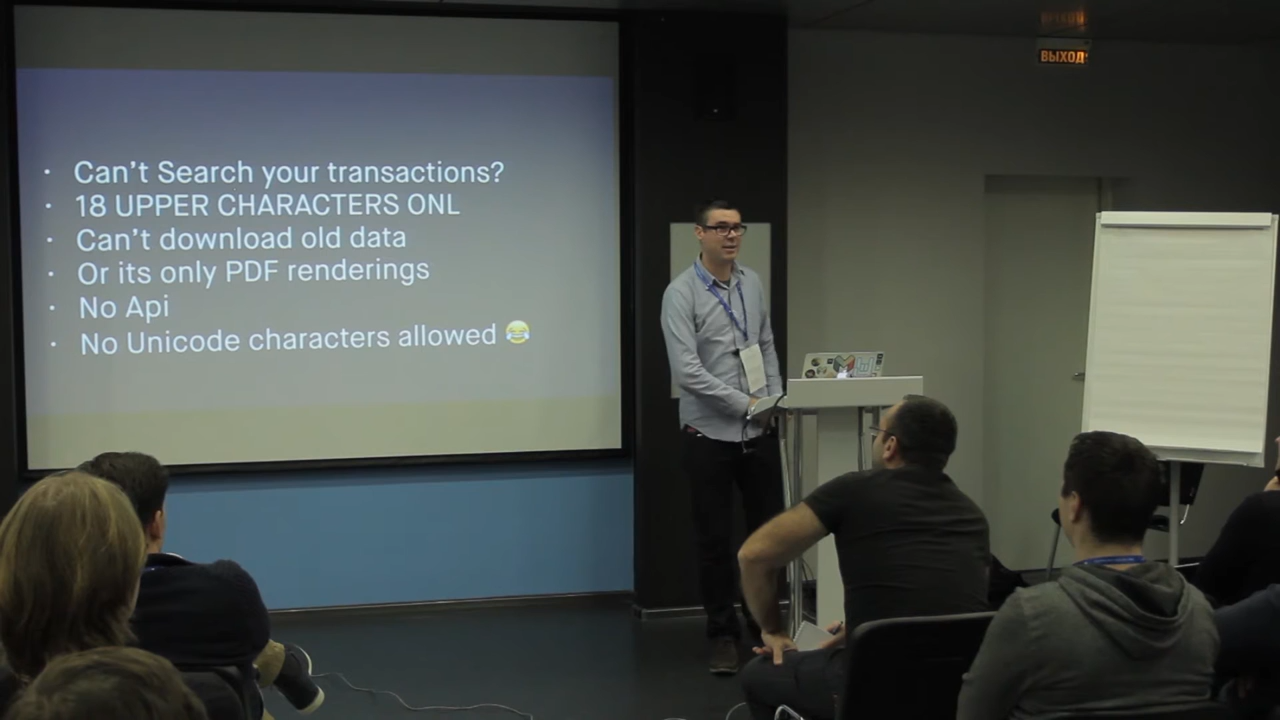 ВЫХОД
Can't Search your transactions?
18 UPPER CHARACTERS ONL
Can't download old data
Or its only PDF renderings
No Api
No Unicode characters allowed 😂